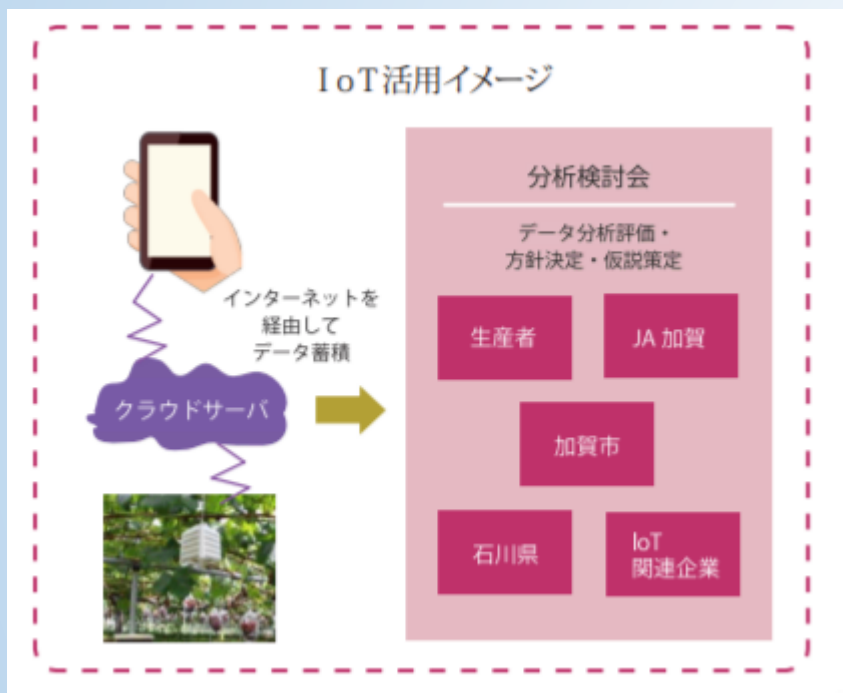 IoT活用イメージ
インターネットを
経由して
データ蓄積
クラウドサーバ
分析検討会
データ分析評価・
方針決定・仮説策定
生産者
JA 加賀
加賀市
石川県
IoT
関連企業